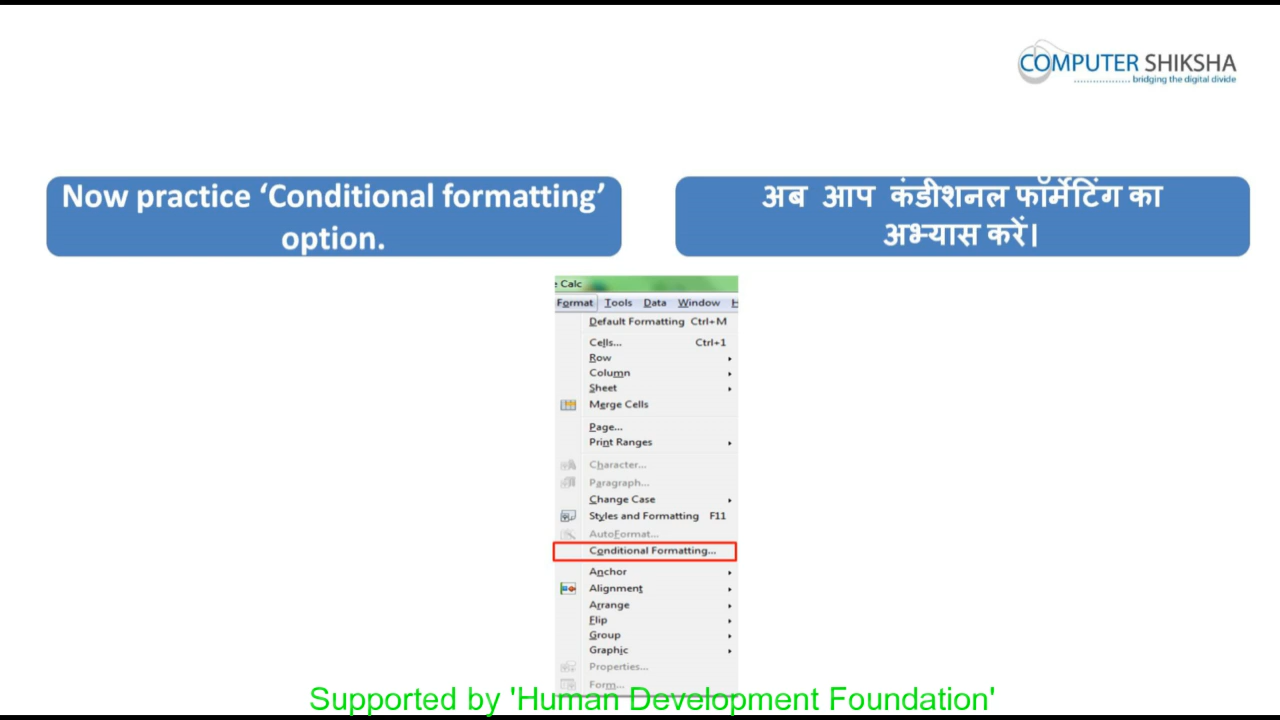 COMPUTER SHIKSHA
bridging the digital divide
Now practice ‘Conditional formatting’
option.
अब आप कंडीशनल फॉर्मेटिंग का
अभ्यास करें।
Calc
Format Tools Data Window H
Default Formatting Ctrl+M
Cells... Ctrl+1
Row
Column
Sheet
Merge Cells
Page...
Print Ranges
Character...
Paragraph...
Change Case
Styles and Formatting F11
AutoFormat...
Conditional Formatting...
Anchor
Alignment
Arrange
Flip
Group
Graphic
Properties...
Form...
Supported by 'Human Development Foundation'